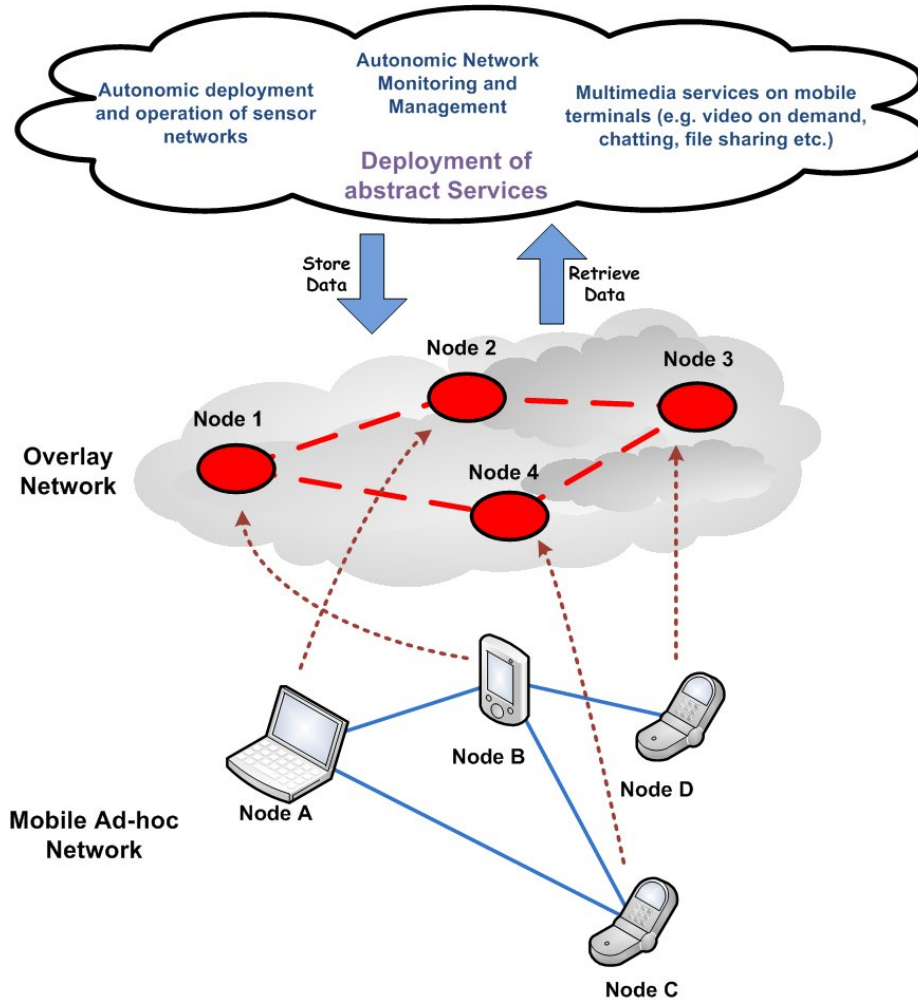 Autonomic deployment
and operation of sensor
networks
Autonomic Network
Monitoring and
Management
Multimedia services on mobile
terminals (e.g. video on demand,
chatting, file sharing etc.)
Deployment of
abstract Services
Store
Data
Retrieve
Data
Node 2
Node 3
Node 1
Node 4
Overlay
Network
Node B
Node D
Node A
Mobile Ad-hoc
Network
Node C